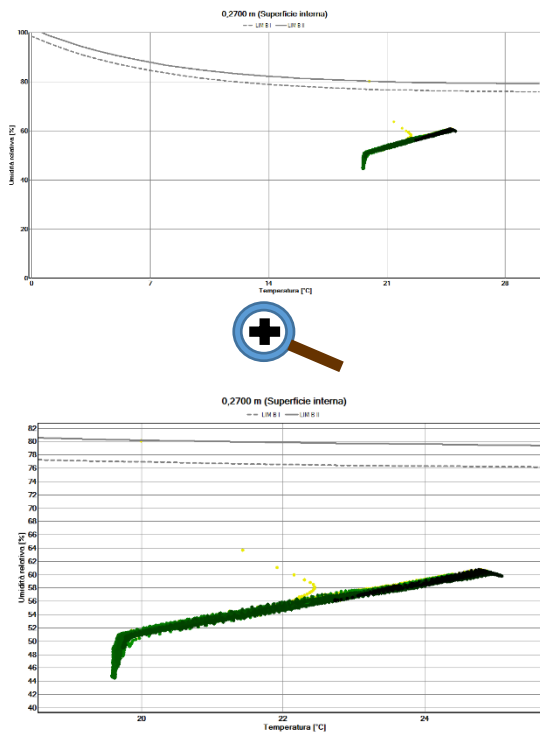 0,2700 m (Superficie interna)
LIM B I LIM B II
100
80
60
40
20
0
Umidità relativa [%]
0 7 14 21 28
Temperatura [°C]
0,2700 m (Superficie interna)
LIM B I LIM B II
82
80
78
76
74
72
70
68
66
64
62
60
58
56
54
52
50
48
46
44
42
40
Umidità relativa [%]
20 22 24
Temperatura [°C]